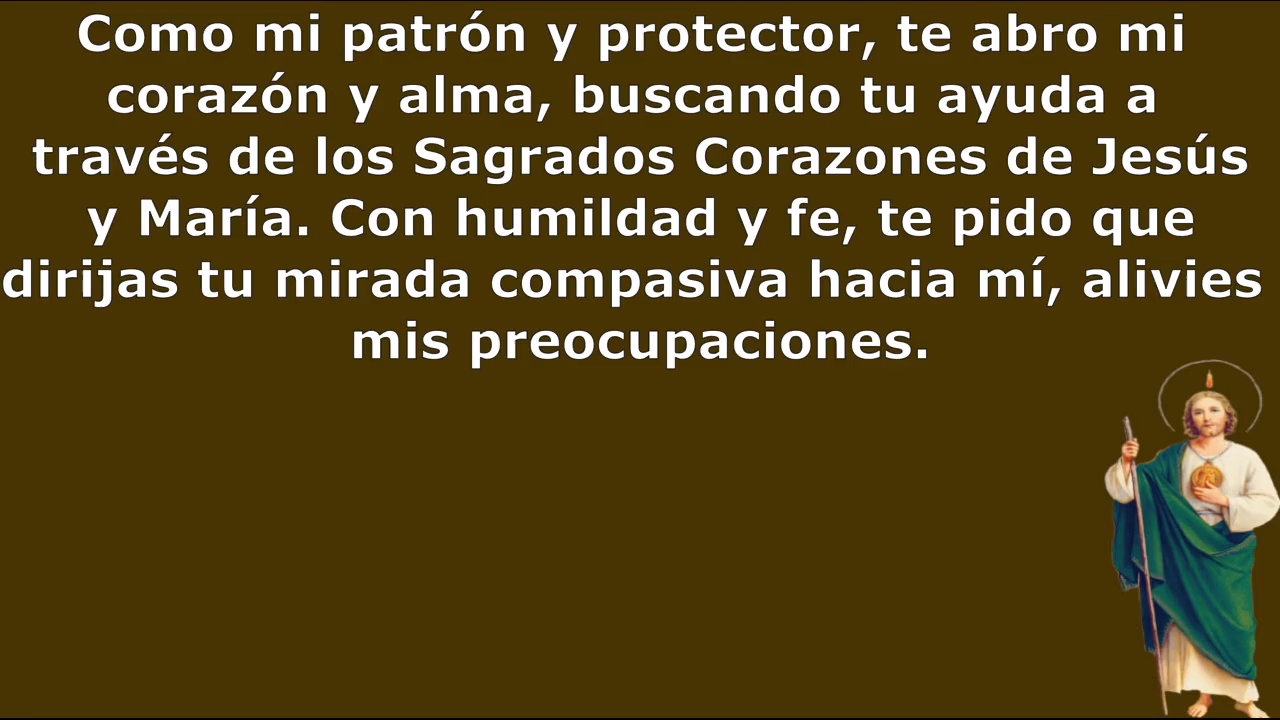 Como mi patrón y protector, te abro mi
corazón y alma, buscando tu ayuda a
través de los Sagrados Corazones de Jesús
y María. Con humildad y fe, te pido que
dirijas tu mirada compasiva hacia mí, alivies
mis preocupaciones.